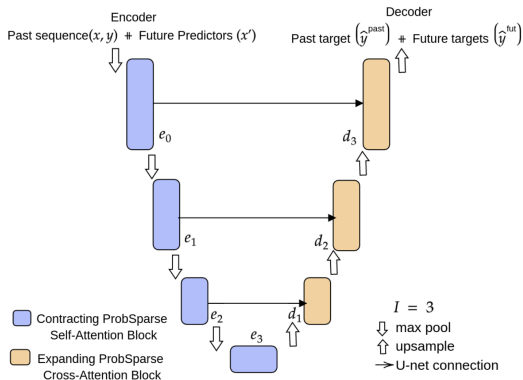 Encoder
Past sequence(x, y) ⧺ Future Predictors (x′)
Decoder
Past target (ŷ^past) ⧺ Future targets (ŷ^fut)
e₀
d₃
e₁
d₂
e₂
d₁
e₃
Contracting ProbSparse
Self-Attention Block
Expanding ProbSparse
Cross-Attention Block
I = 3
max pool
upsample
U-net connection